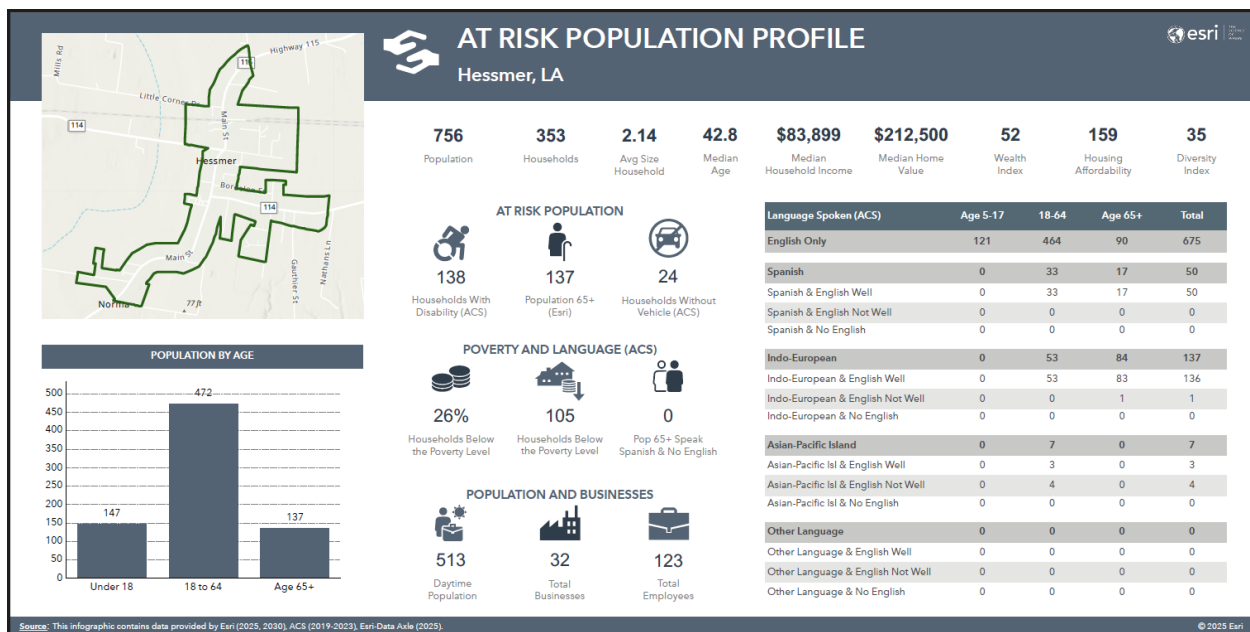 AT RISK POPULATION PROFILE
Hessmer, LA
esri
Mills Rd
Highway 115
115
Little Corner
114
Main St
Hessmer
114
Main St
Gauthier St
Nathans Ln
Norma
77 ft
756 353 2.14 42.8 $83,899 $212,500 52 159 35
Population Households Avg Size Household Median Age Median Household Income Median Home Value Wealth Index Housing Affordability Diversity Index
AT RISK POPULATION
138 137 24
Households With Disability (ACS) Population 65+ (Esri) Households Without Vehicle (ACS)
POVERTY AND LANGUAGE (ACS)
26% 105 0
Households Below the Poverty Level Households Below the Poverty Level Pop 65+ Speak Spanish & No English
POPULATION AND BUSINESSES
513 32 123
Daytime Population Total Businesses Total Employees
POPULATION BY AGE
500
450
400
350
300
250
200
150
100
50
0
147 472 137
Under 18 18 to 64 Age 65+
Language Spoken (ACS) Age 5-17 18-64 Age 65+ Total
English Only 121 464 90 675
Spanish 0 33 17 50
Spanish & English Well 0 33 17 50
Spanish & English Not Well 0 0 0 0
Spanish & No English 0 0 0 0
Indo-European 0 53 84 137
Indo-European & English Well 0 53 83 136
Indo-European & English Not Well 0 0 1 1
Indo-European & No English 0 0 0 0
Asian-Pacific Island 0 7 0 7
Asian-Pacific Isl & English Well 0 3 0 3
Asian-Pacific Isl & English Not Well 0 4 0 4
Asian-Pacific Isl & No English 0 0 0 0
Other Language 0 0 0 0
Other Language & English Well 0 0 0 0
Other Language & English Not Well 0 0 0 0
Other Language & No English 0 0 0 0
Source: This infographic contains data provided by Esri (2025, 2030), ACS (2019-2023), Esri-Data Axle (2025).
© 2025 Esri